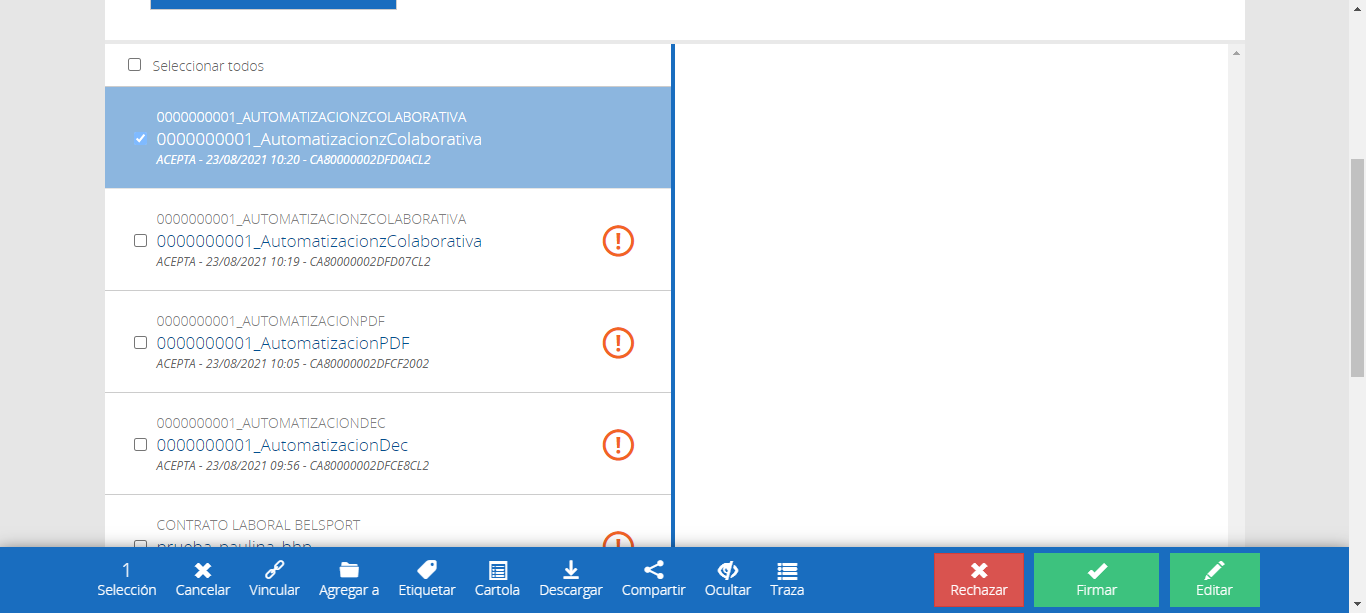 Seleccionar todos
0000000001_AUTOMATIZACIONZCOLABORATIVA
0000000001_AutomatizacionzColaborativa
ACEPTA - 23/08/2021 10:20 - CA80000002DFD0ACL2
0000000001_AUTOMATIZACIONZCOLABORATIVA
0000000001_AutomatizacionzColaborativa
ACEPTA - 23/08/2021 10:19 - CA80000002DFD07CL2
0000000001_AUTOMATIZACIONPDF
0000000001_AutomatizacionPDF
ACEPTA - 23/08/2021 10:05 - CA80000002DFCF2002
0000000001_AUTOMATIZACIONDEC
0000000001_AutomatizacionDec
ACEPTA - 23/08/2021 09:56 - CA80000002DFCE8CL2
CONTRATO LABORAL BELSPORT
prueba_paulina_bbp
1
Selección Cancelar Vincular Agregar a Etiquetar Cartola Descargar Compartir Ocultar Traza Rechazar Firmar Editar